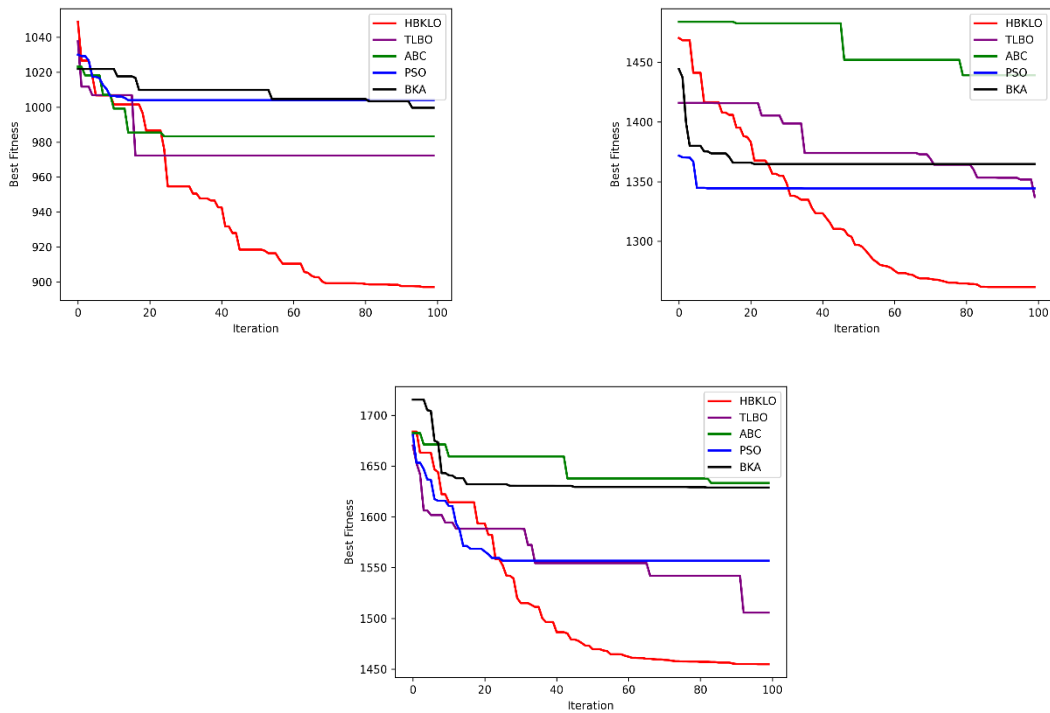 HBKLO
TLBO
ABC
PSO
BKA
1040
1020
1000
980
960
940
920
900
Best Fitness
0 20 40 60 80 100
Iteration
HBKLO
TLBO
ABC
PSO
BKA
1450
1400
1350
1300
Best Fitness
0 20 40 60 80 100
Iteration
HBKLO
TLBO
ABC
PSO
BKA
1700
1650
1600
1550
1500
1450
Best Fitness
0 20 40 60 80 100
Iteration